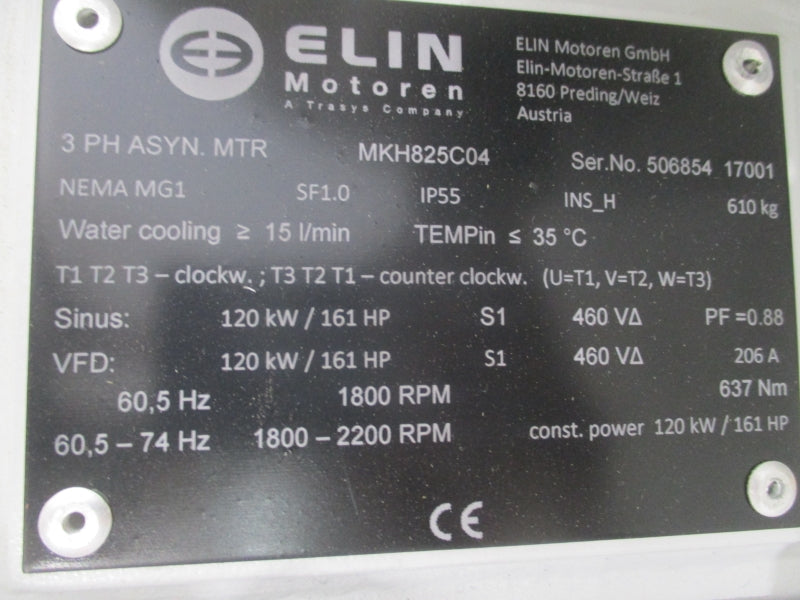 ELIN
Motoren
A Trasys Company
ELIN Motoren GmbH
Elin-Motoren-Straße 1
8160 Preding/Weiz
Austria
3 PH ASYN. MTR MKH825C04 Ser.No. 506854 17001
NEMA MG1 SF1.0 IP55 INS_H 610 kg
Water cooling ≥ 15 l/min TEMPin ≤ 35 °C
T1 T2 T3 – clockw. ; T3 T2 T1 – counter clockw. (U=T1, V=T2, W=T3)
Sinus: 120 kW / 161 HP S1 460 VΔ PF =0.88
VFD: 120 kW / 161 HP S1 460 VΔ 206 A
60,5 Hz 1800 RPM 637 Nm
60,5 – 74 Hz 1800 – 2200 RPM const. power 120 kW / 161 HP
CE